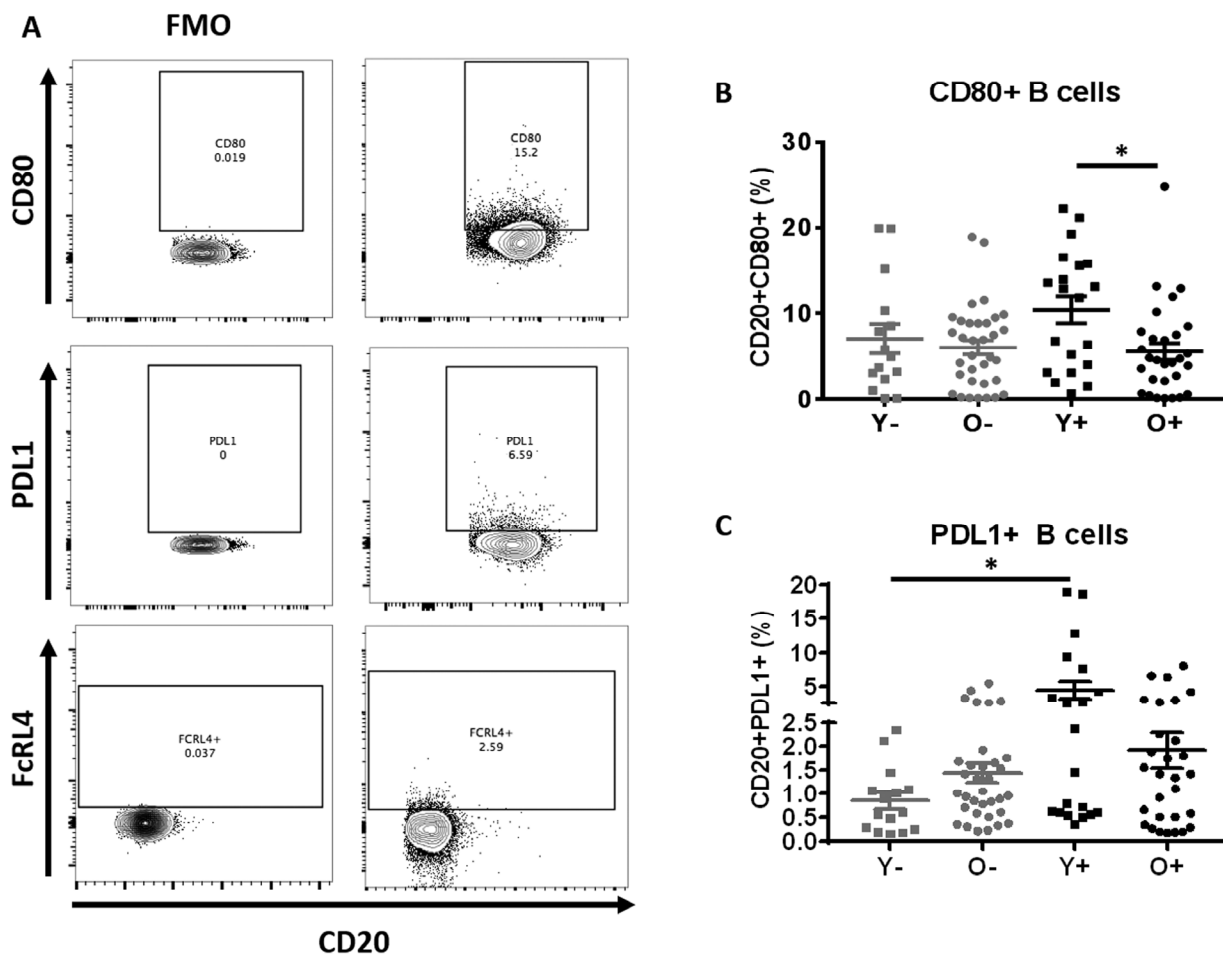 A
FMO
CD80
CD80
0.019
CD80
15.2
PDL1
PDL1
0
PDL1
6.59
FcRL4
FCRL4+
0.037
FCRL4+
2.59
CD20
B
CD80+ B cells
CD20+CD80+ (%)
30
20
10
0
*
Y-
O-
Y+
O+
C
PDL1+ B cells
CD20+PDL1+ (%)
20
15
10
5
2.5
2.0
1.5
1.0
0.5
0.0
*
Y-
O-
Y+
O+